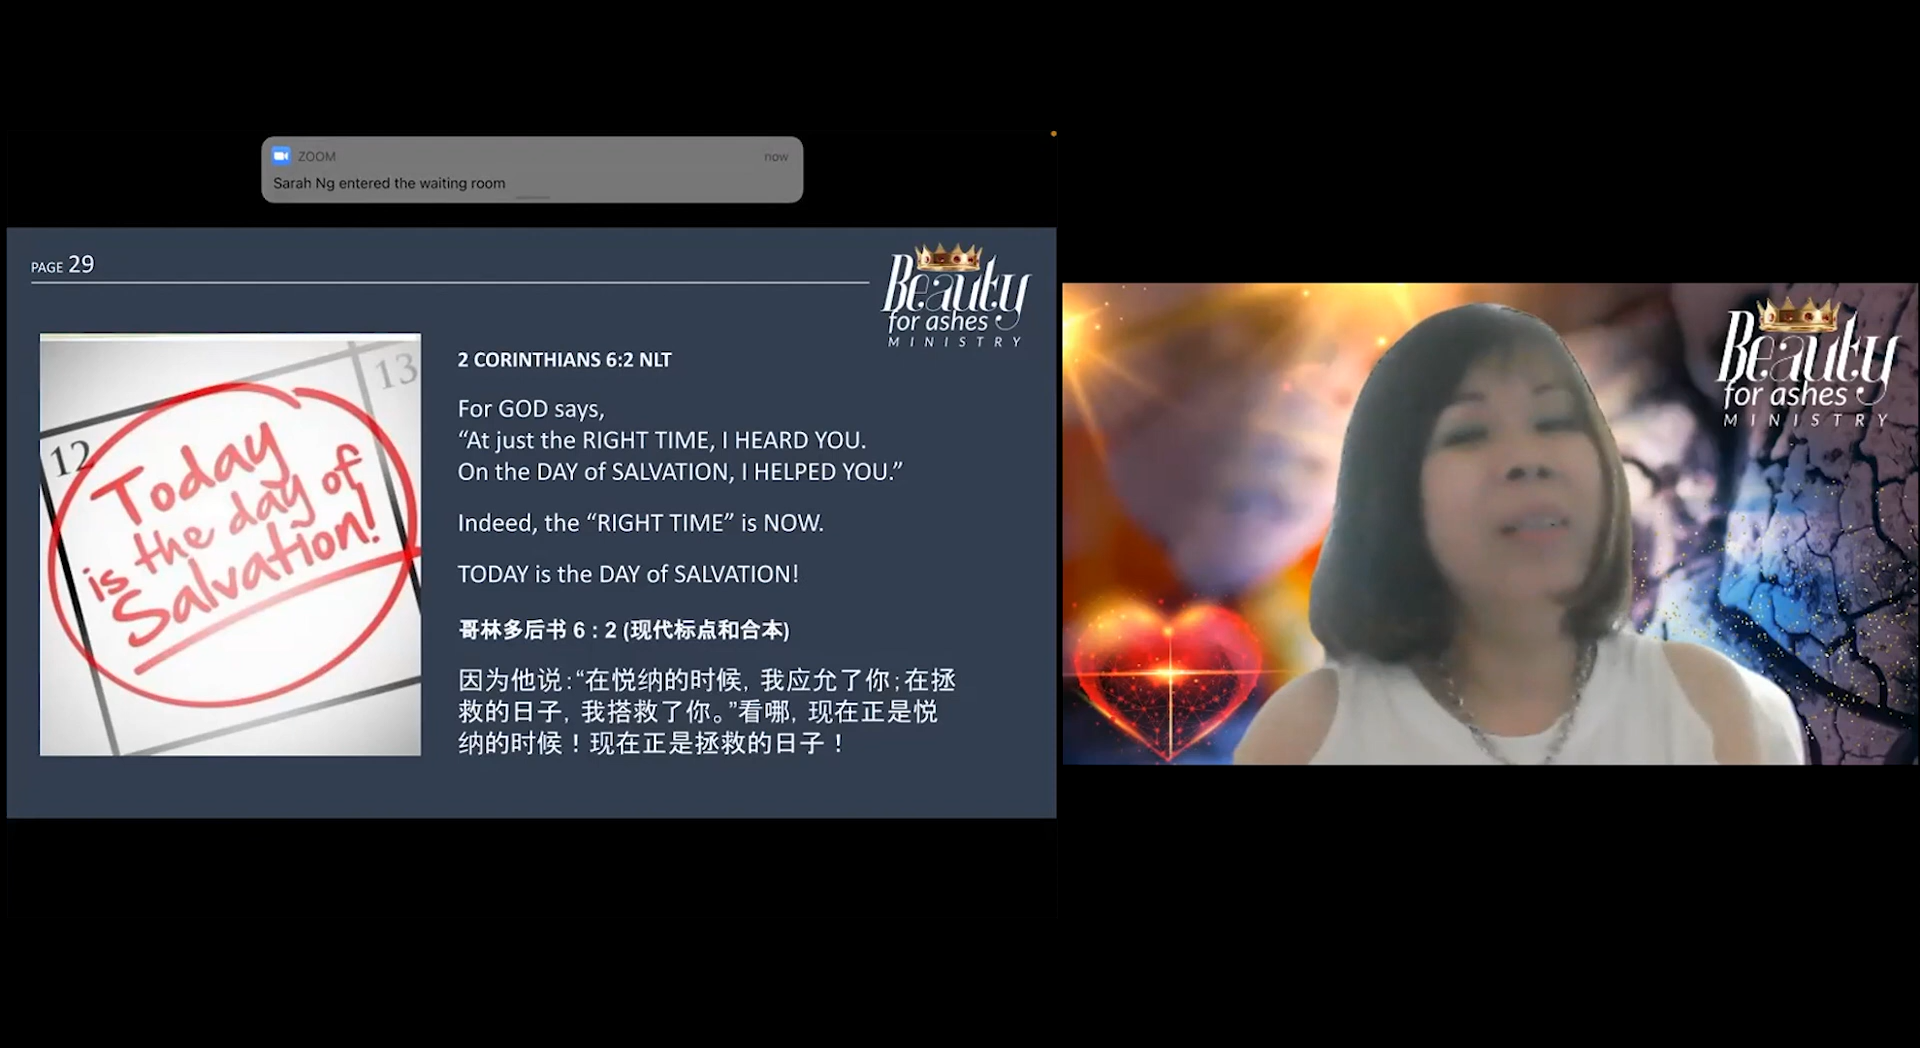 ZOOM now
Sarah Ng entered the waiting room
PAGE 29
Beauty
for ashes
MINISTRY
12
13
Today
is the day of
Salvation!
2 CORINTHIANS 6:2 NLT
For GOD says,
“At just the RIGHT TIME, I HEARD YOU.
On the DAY of SALVATION, I HELPED YOU.”
Indeed, the “RIGHT TIME” is NOW.
TODAY is the DAY of SALVATION!
哥林多后书 6 : 2 (现代标点和合本)
因为他说：“在悦纳的时候，我应允了你；在拯
救的日子，我搭救了你。”看哪，现在正是悦
纳的时候！现在正是拯救的日子！
Beauty
for ashes
MINISTRY